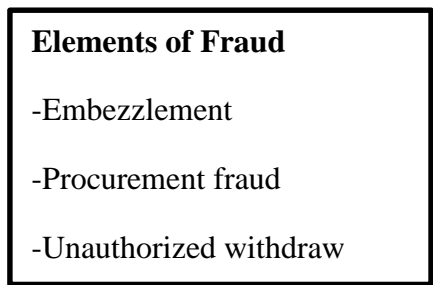 Elements of Fraud
-Embezzlement
-Procurement fraud
-Unauthorized withdraw